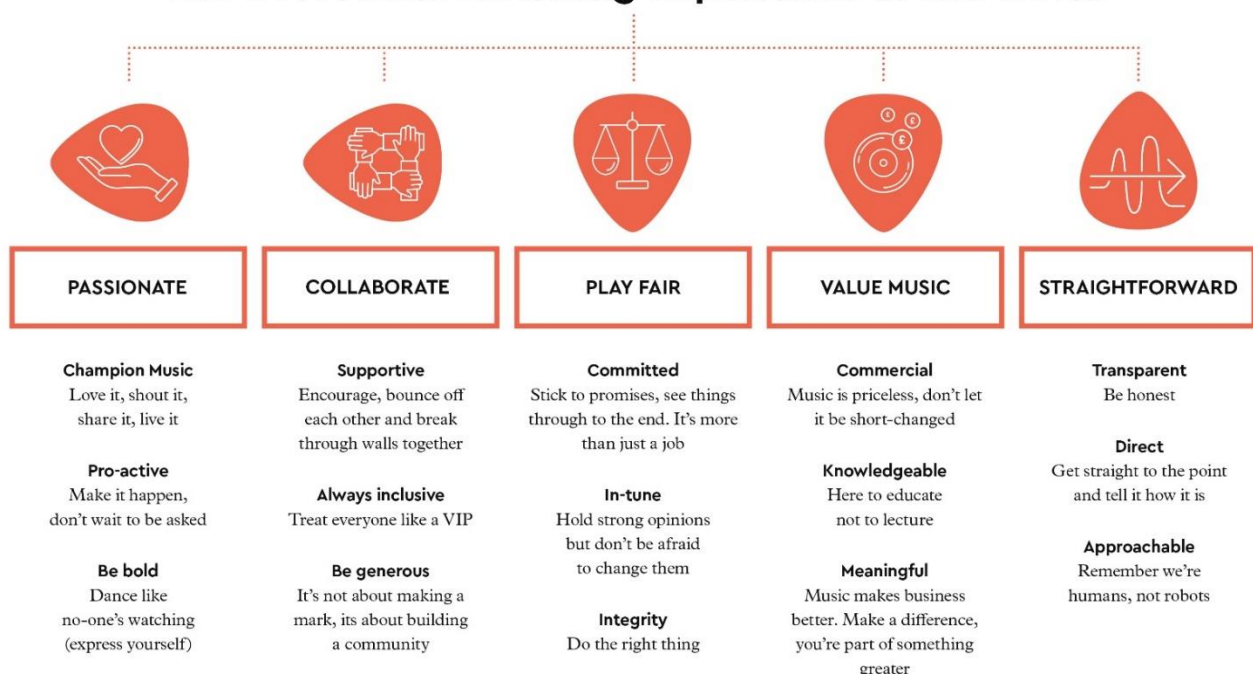 PASSIONATE
Champion Music
Love it, shout it,
share it, live it
Pro-active
Make it happen,
don't wait to be asked
Be bold
Dance like
no-one's watching
(express yourself)
COLLABORATE
Supportive
Encourage, bounce off
each other and break
through walls together
Always inclusive
Treat everyone like a VIP
Be generous
It's not about making a
mark, its about building
a community
PLAY FAIR
Committed
Stick to promises, see things
through to the end. It's more
than just a job
In-tune
Hold strong opinions
but don't be afraid
to change them
Integrity
Do the right thing
£
£
£
VALUE MUSIC
Commercial
Music is priceless, don't let
it be short-changed
Knowledgeable
Here to educate
not to lecture
Meaningful
Music makes business
better. Make a difference,
you're part of something
greater
STRAIGHTFORWARD
Transparent
Be honest
Direct
Get straight to the point
and tell it how it is
Approachable
Remember we're
humans, not robots